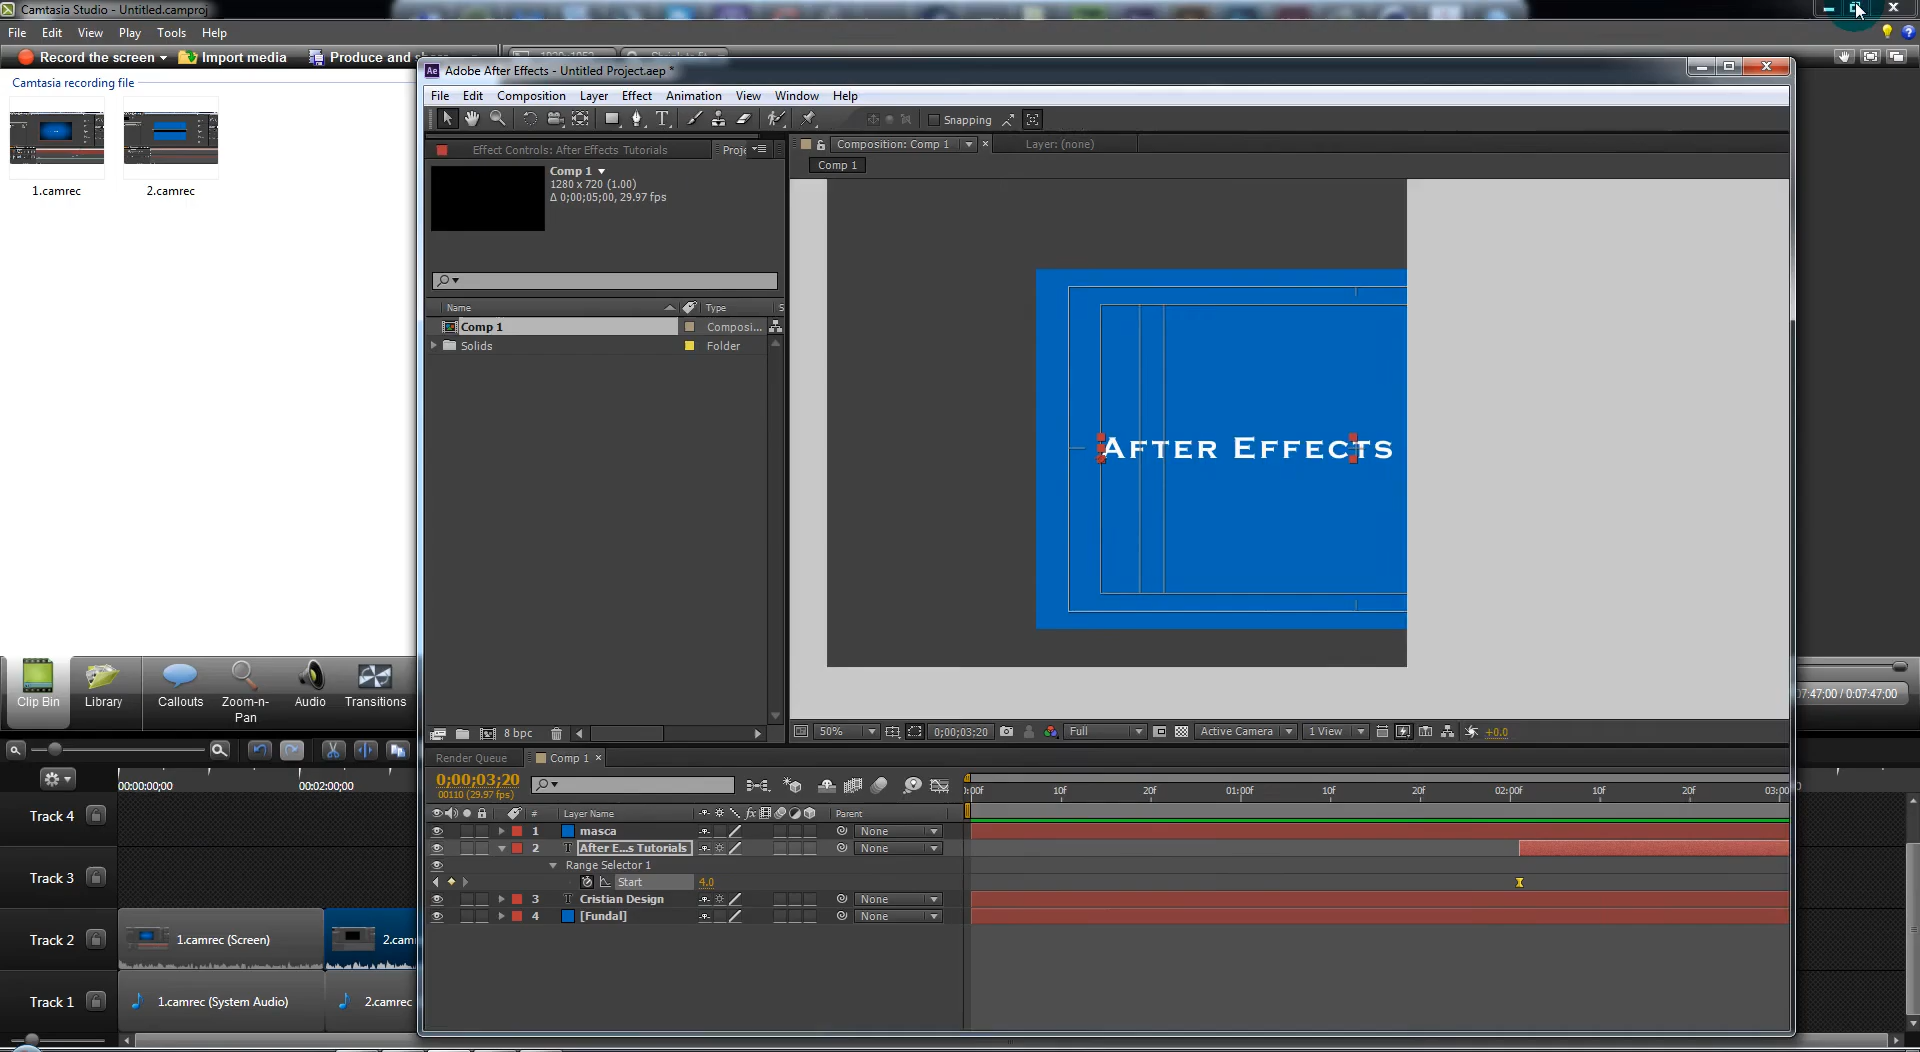 Camtasia Studio - Untitled.camproj
File Edit View Play Tools Help
Record the screen Import media Produce and
Camtasia recording file
1.camrec 2.camrec
Adobe After Effects - Untitled Project.aep *
File Edit Composition Layer Effect Animation View Window Help
Snapping
Effect Controls: After Effects Tutorials Proje
Composition: Comp 1 Layer: (none)
Comp 1
Comp 1
1280 x 720 (1.00)
Δ 0;00;05;00, 29.97 fps
Name Type S
Comp 1 Composi...
Solids Folder
After Effects
8 bpc
50% 0;00;03;20 Full Active Camera 1 View +0.0
Clip Bin Library Callouts Zoom-n-Pan Audio Transitions
7:47;00 / 0:07:47;00
00:00:00;00 00:02:00;00
Render Queue Comp 1
0;00;03;20
00110 (29.97 fps)
:00f 10f 20f 01:00f 10f 20f 02:00f 10f 20f 03:00
# Layer Name fx Parent
1 masca None
2 After E...s Tutorials None
Range Selector 1
Start 4.0
3 Cristian Design None
4 [Fundal] None
Track 4
Track 3
Track 2 1.camrec (Screen) 2.cam
Track 1 1.camrec (System Audio) 2.camrec